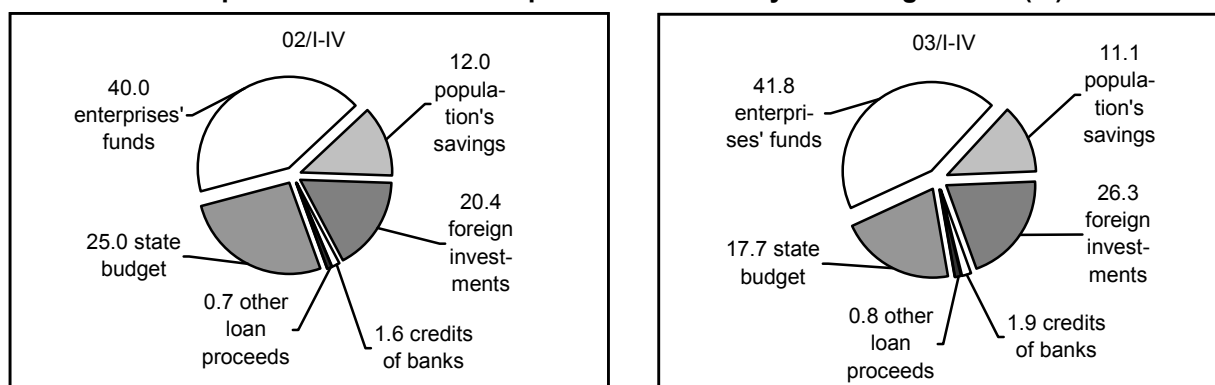 02/I-IV
40.0
enterprises'
funds
12.0
popula-
tion's
savings
20.4
foreign
invest-
ments
25.0 state
budget
0.7 other
loan
proceeds
1.6 credits
of banks
03/I-IV
41.8
enterpri-
ses' funds
11.1
popula-
tion's
savings
26.3
foreign
invest-
ments
17.7 state
budget
0.8 other
loan
proceeds
1.9 credits
of banks